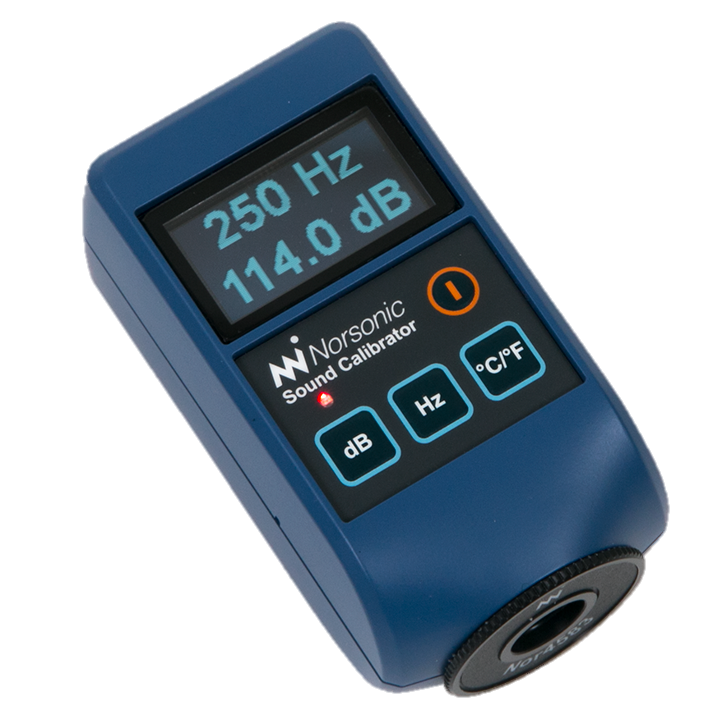 250 Hz
114.0 dB
Norsonic
Sound Calibrator
dB
Hz
°C/°F